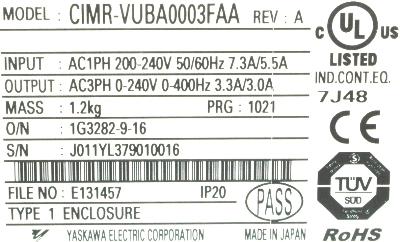 MODEL : CIMR-VUBA0003FAA REV : A
INPUT : AC1PH 200-240V 50/60Hz 7.3A/5.5A
OUTPUT : AC3PH 0-240V 0-400Hz 3.3A/3.0A
MASS : 1.2kg PRG : 1021
O/N : 1G3282-9-16
S/N : J011YL379010016
FILE NO : E131457 IP20
TYPE 1 ENCLOSURE
PASS
YASKAWA ELECTRIC CORPORATION MADE IN JAPAN
C UL US
LISTED
IND.CONT.EQ.
7J48
TÜV
SÜD
RoHS